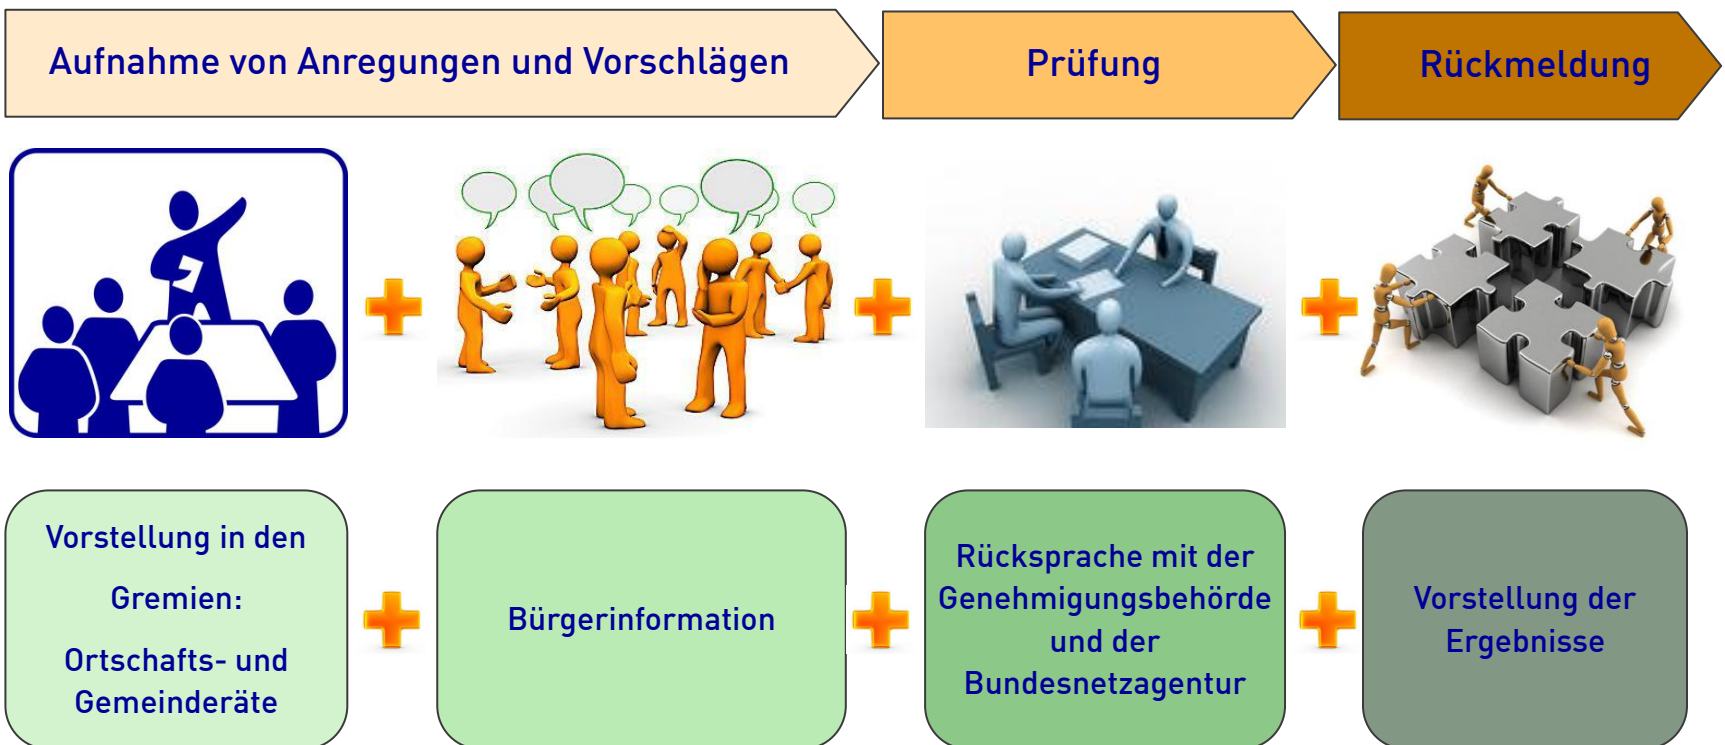 Aufnahme von Anregungen und Vorschlägen
Prüfung
Rückmeldung
Vorstellung in den
Gremien:
Ortschafts- und
Gemeinderäte
Bürgerinformation
Rücksprache mit der
Genehmigungsbehörde
und der
Bundesnetzagentur
Vorstellung der
Ergebnisse